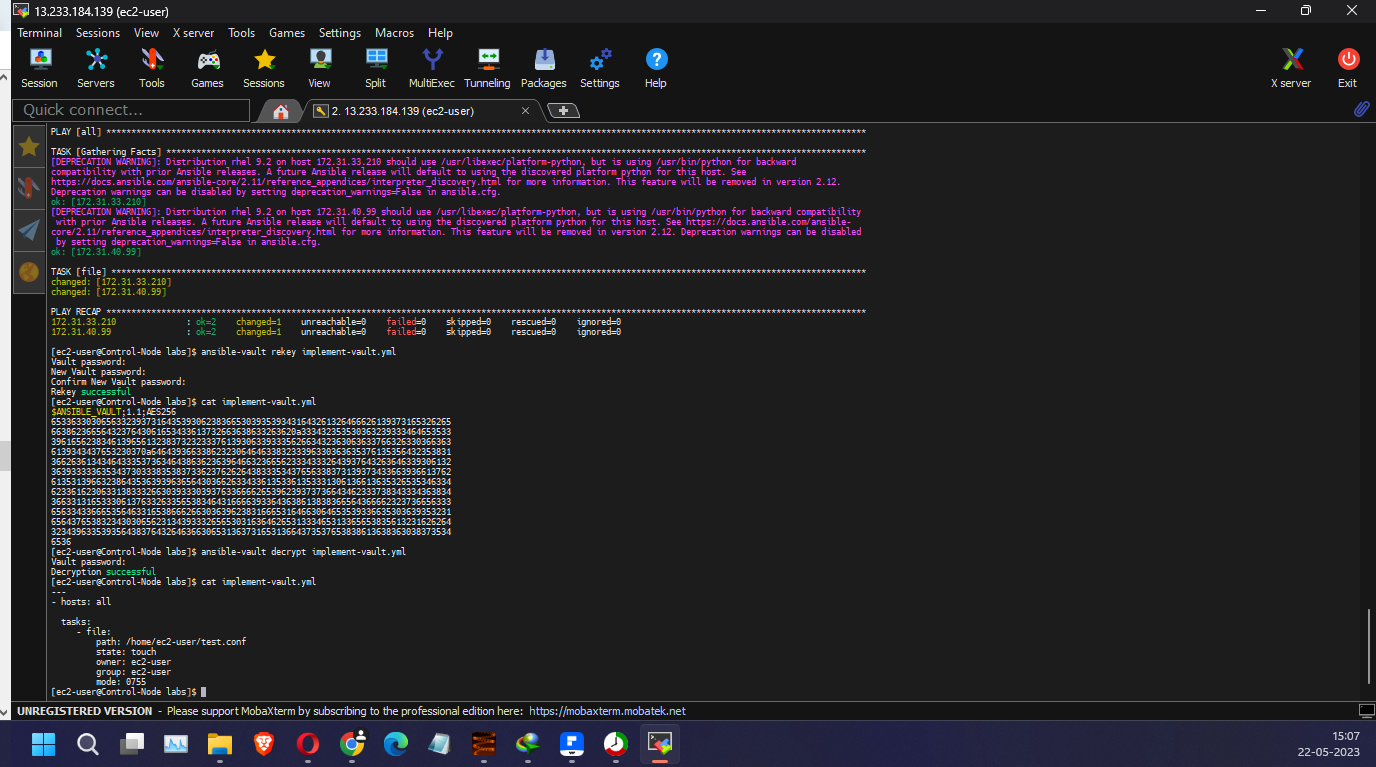 13.233.184.139 (ec2-user)
Terminal Sessions View X server Tools Games Settings Macros Help
Session Servers Tools Games Sessions View Split MultiExec Tunneling Packages Settings Help X server Exit
Quick connect... 2. 13.233.184.139 (ec2-user)
PLAY [all] ****
TASK [Gathering Facts] ****
[DEPRECATION WARNING]: Distribution rhel 9.2 on host 172.31.33.210 should use /usr/libexec/platform-python, but is using /usr/bin/python for backward
compatibility with prior Ansible releases. A future Ansible release will default to using the discovered platform python for this host. See
https://docs.ansible.com/ansible-core/2.11/reference_appendices/interpreter_discovery.html for more information. This feature will be removed in version 2.12.
Deprecation warnings can be disabled by setting deprecation_warnings=False in ansible.cfg.
ok: [172.31.33.210]
[DEPRECATION WARNING]: Distribution rhel 9.2 on host 172.31.40.99 should use /usr/libexec/platform-python, but is using /usr/bin/python for backward compatibility
with prior Ansible releases. A future Ansible release will default to using the discovered platform python for this host. See https://docs.ansible.com/ansible-
core/2.11/reference_appendices/interpreter_discovery.html for more information. This feature will be removed in version 2.12. Deprecation warnings can be disabled
by setting deprecation_warnings=False in ansible.cfg.
ok: [172.31.40.99]
TASK [file] ****
changed: [172.31.33.210]
changed: [172.31.40.99]
PLAY RECAP ****
172.31.33.210 : ok=2 changed=1 unreachable=0 failed=0 skipped=0 rescued=0 ignored=0
172.31.40.99 : ok=2 changed=1 unreachable=0 failed=0 skipped=0 rescued=0 ignored=0
[ec2-user@Control-Node labs]$ ansible-vault rekey implement-vault.yml
Vault password:
New Vault password:
Confirm New Vault password:
Rekey successful
[ec2-user@Control-Node labs]$ cat implement-vault.yml
$ANSIBLE_VAULT;1.1;AES256
6536
[ec2-user@Control-Node labs]$ ansible-vault decrypt implement-vault.yml
Vault password:
Decryption successful
[ec2-user@Control-Node labs]$ cat implement-vault.yml
---
- hosts: all
tasks:
- file:
path: /home/ec2-user/test.conf
state: touch
owner: ec2-user
group: ec2-user
mode: 0755
[ec2-user@Control-Node labs]$
UNREGISTERED VERSION - Please support MobaXterm by subscribing to the professional edition here: https://mobaxterm.mobatek.net
15:07
22-05-2023